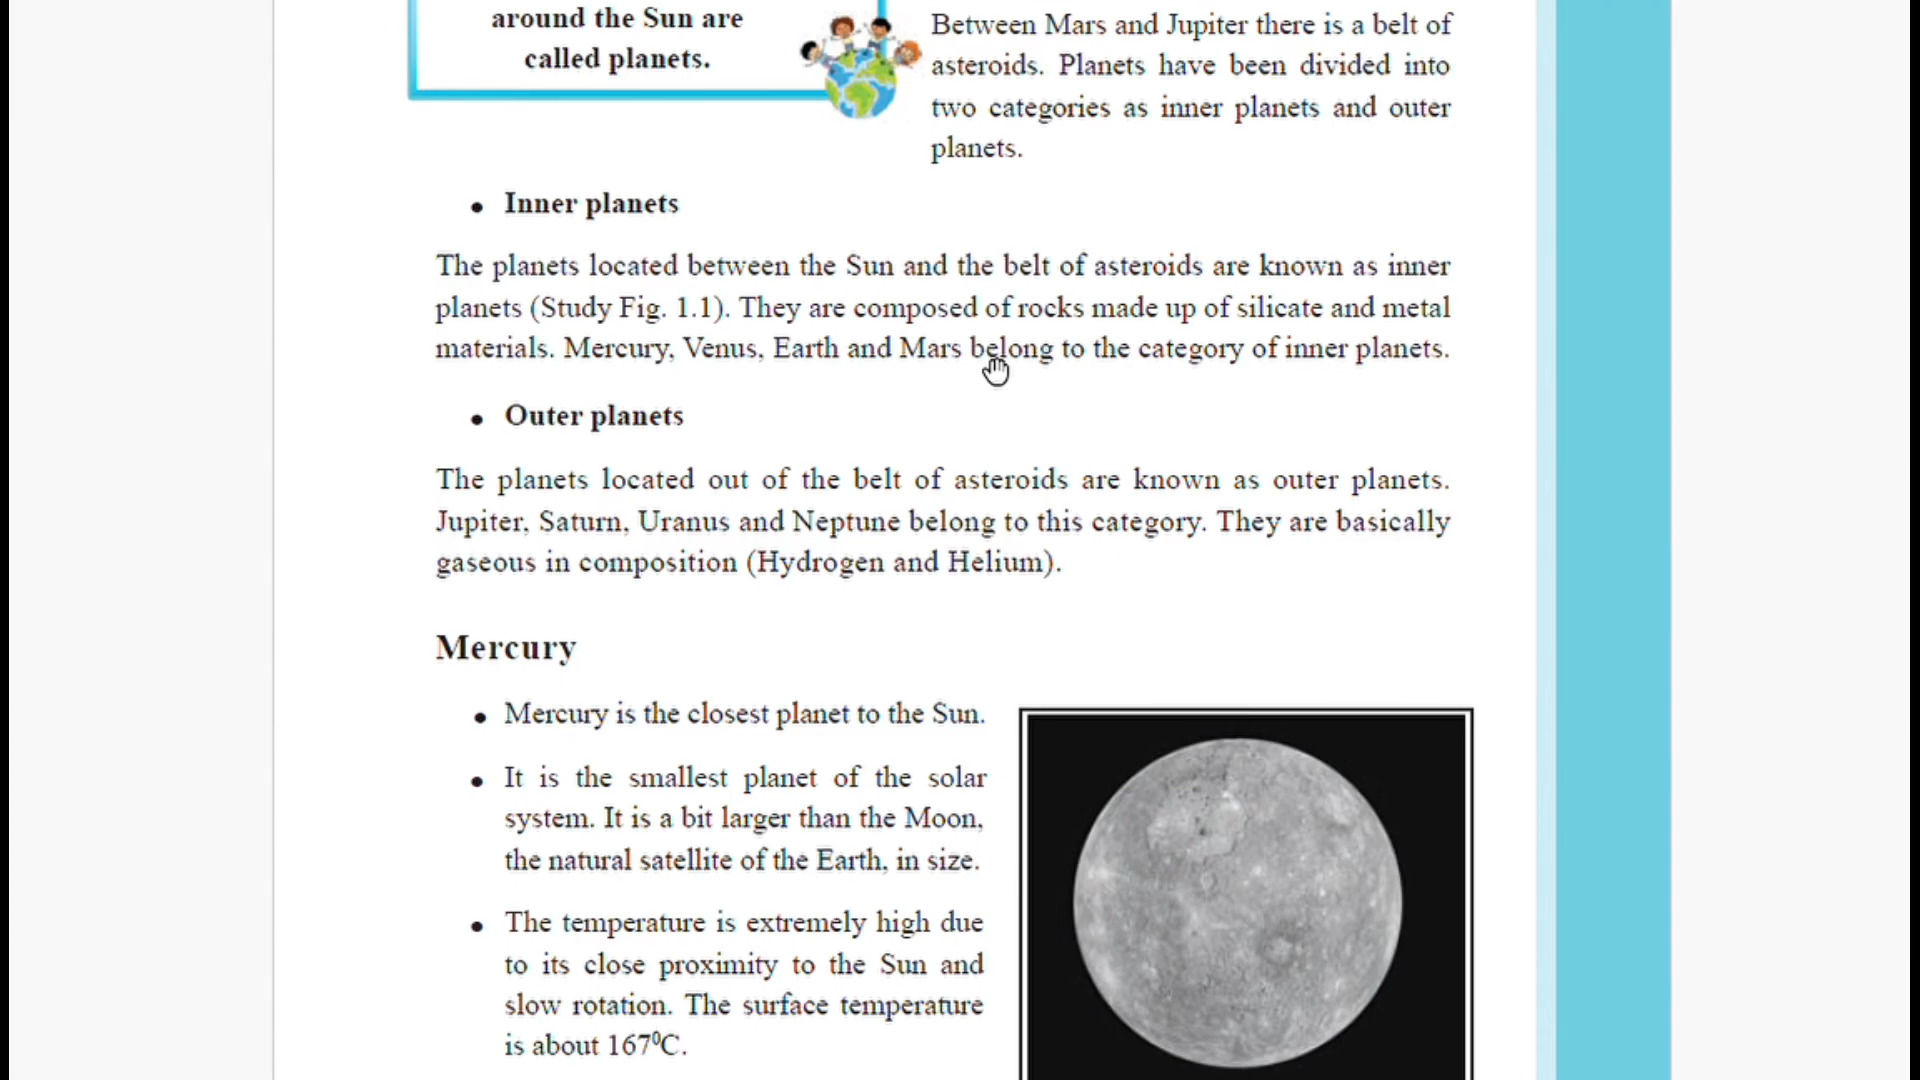 around the Sun are
called planets.
Between Mars and Jupiter there is a belt of
asteroids. Planets have been divided into
two categories as inner planets and outer
planets.
• Inner planets
The planets located between the Sun and the belt of asteroids are known as inner
planets (Study Fig. 1.1). They are composed of rocks made up of silicate and metal
materials. Mercury, Venus, Earth and Mars belong to the category of inner planets.
• Outer planets
The planets located out of the belt of asteroids are known as outer planets.
Jupiter, Saturn, Uranus and Neptune belong to this category. They are basically
gaseous in composition (Hydrogen and Helium).
Mercury
• Mercury is the closest planet to the Sun.
• It is the smallest planet of the solar
system. It is a bit larger than the Moon,
the natural satellite of the Earth, in size.
• The temperature is extremely high due
to its close proximity to the Sun and
slow rotation. The surface temperature
is about 167⁰C.